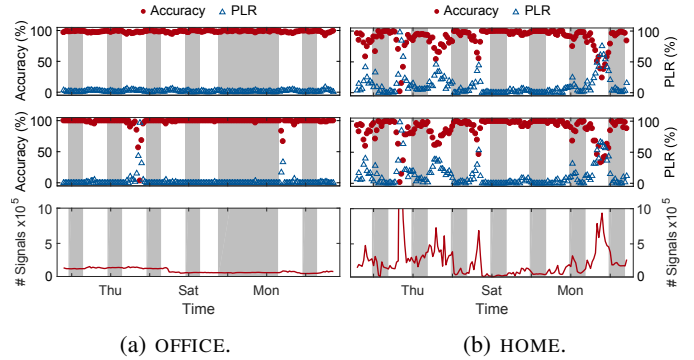 Accuracy PLR Accuracy PLR
Accuracy (%) 100 50 0 100 50 0 PLR (%)
Accuracy (%) 100 50 0 100 50 0 PLR (%)
# Signals x10^5 10 5 0 10 5 0 # Signals x10^5
Thu Sat Mon Thu Sat Mon
Time Time
(a) OFFICE. (b) HOME.